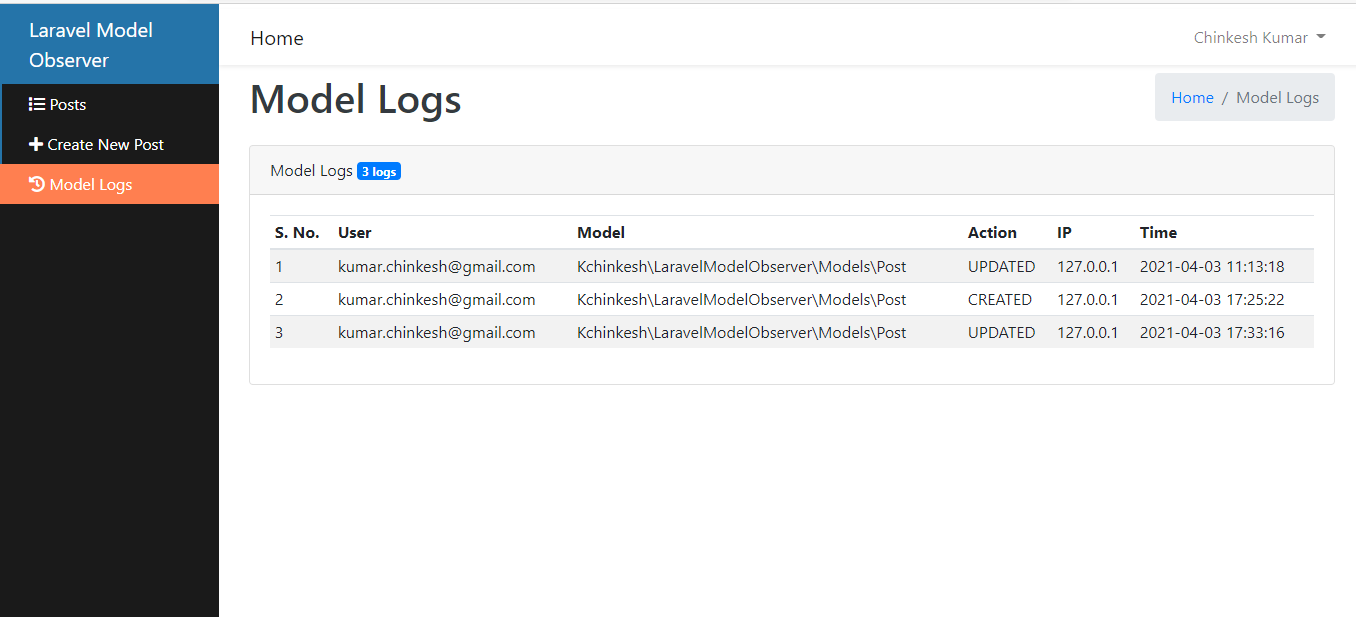 Laravel Model
Observer
Home
Chinkesh Kumar
Posts
Create New Post
Model Logs
Model Logs
Home / Model Logs
Model Logs 3 logs
S. No. User Model Action IP Time
1 kumar.chinkesh@gmail.com Kchinkesh\LaravelModelObserver\Models\Post UPDATED 127.0.0.1 2021-04-03 11:13:18
2 kumar.chinkesh@gmail.com Kchinkesh\LaravelModelObserver\Models\Post CREATED 127.0.0.1 2021-04-03 17:25:22
3 kumar.chinkesh@gmail.com Kchinkesh\LaravelModelObserver\Models\Post UPDATED 127.0.0.1 2021-04-03 17:33:16